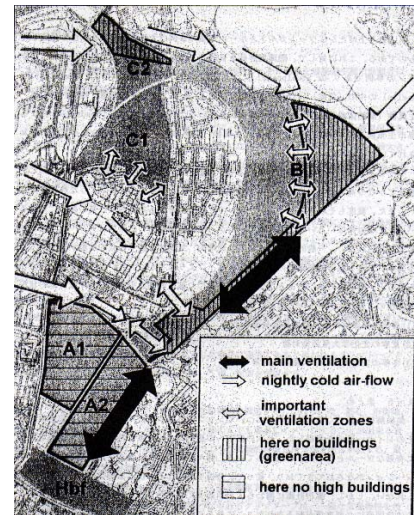 C2
C1
B
A1
A2
Hbf
main ventilation
nightly cold air-flow
important
ventilation zones
here no buildings
(greenarea)
here no high buildings